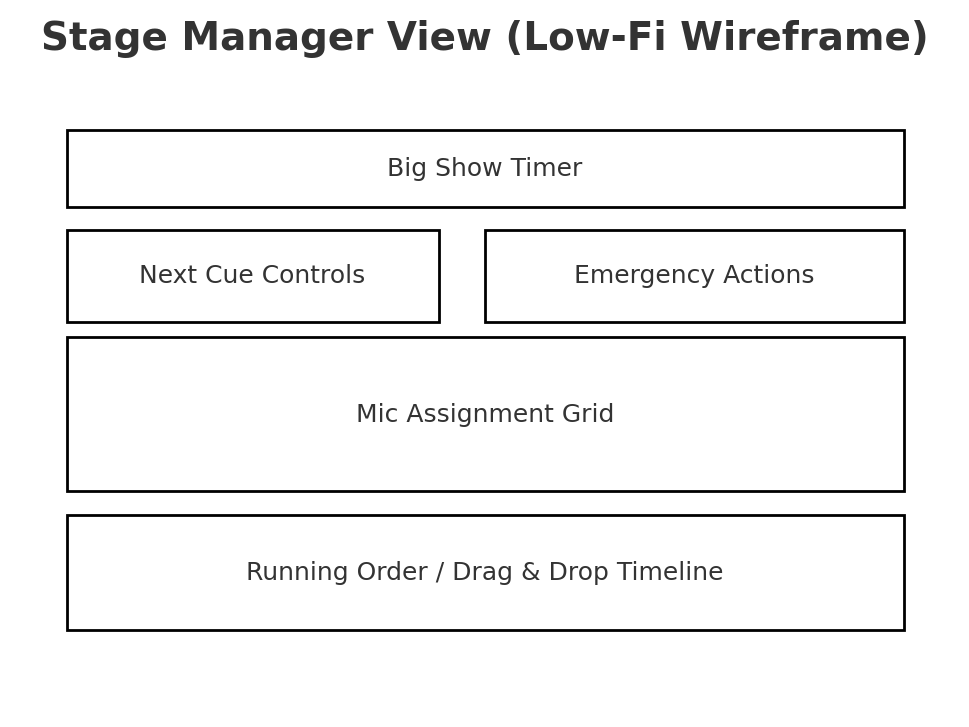 Stage Manager View (Low-Fi Wireframe)
Big Show Timer
Next Cue Controls
Emergency Actions
Mic Assignment Grid
Running Order / Drag & Drop Timeline